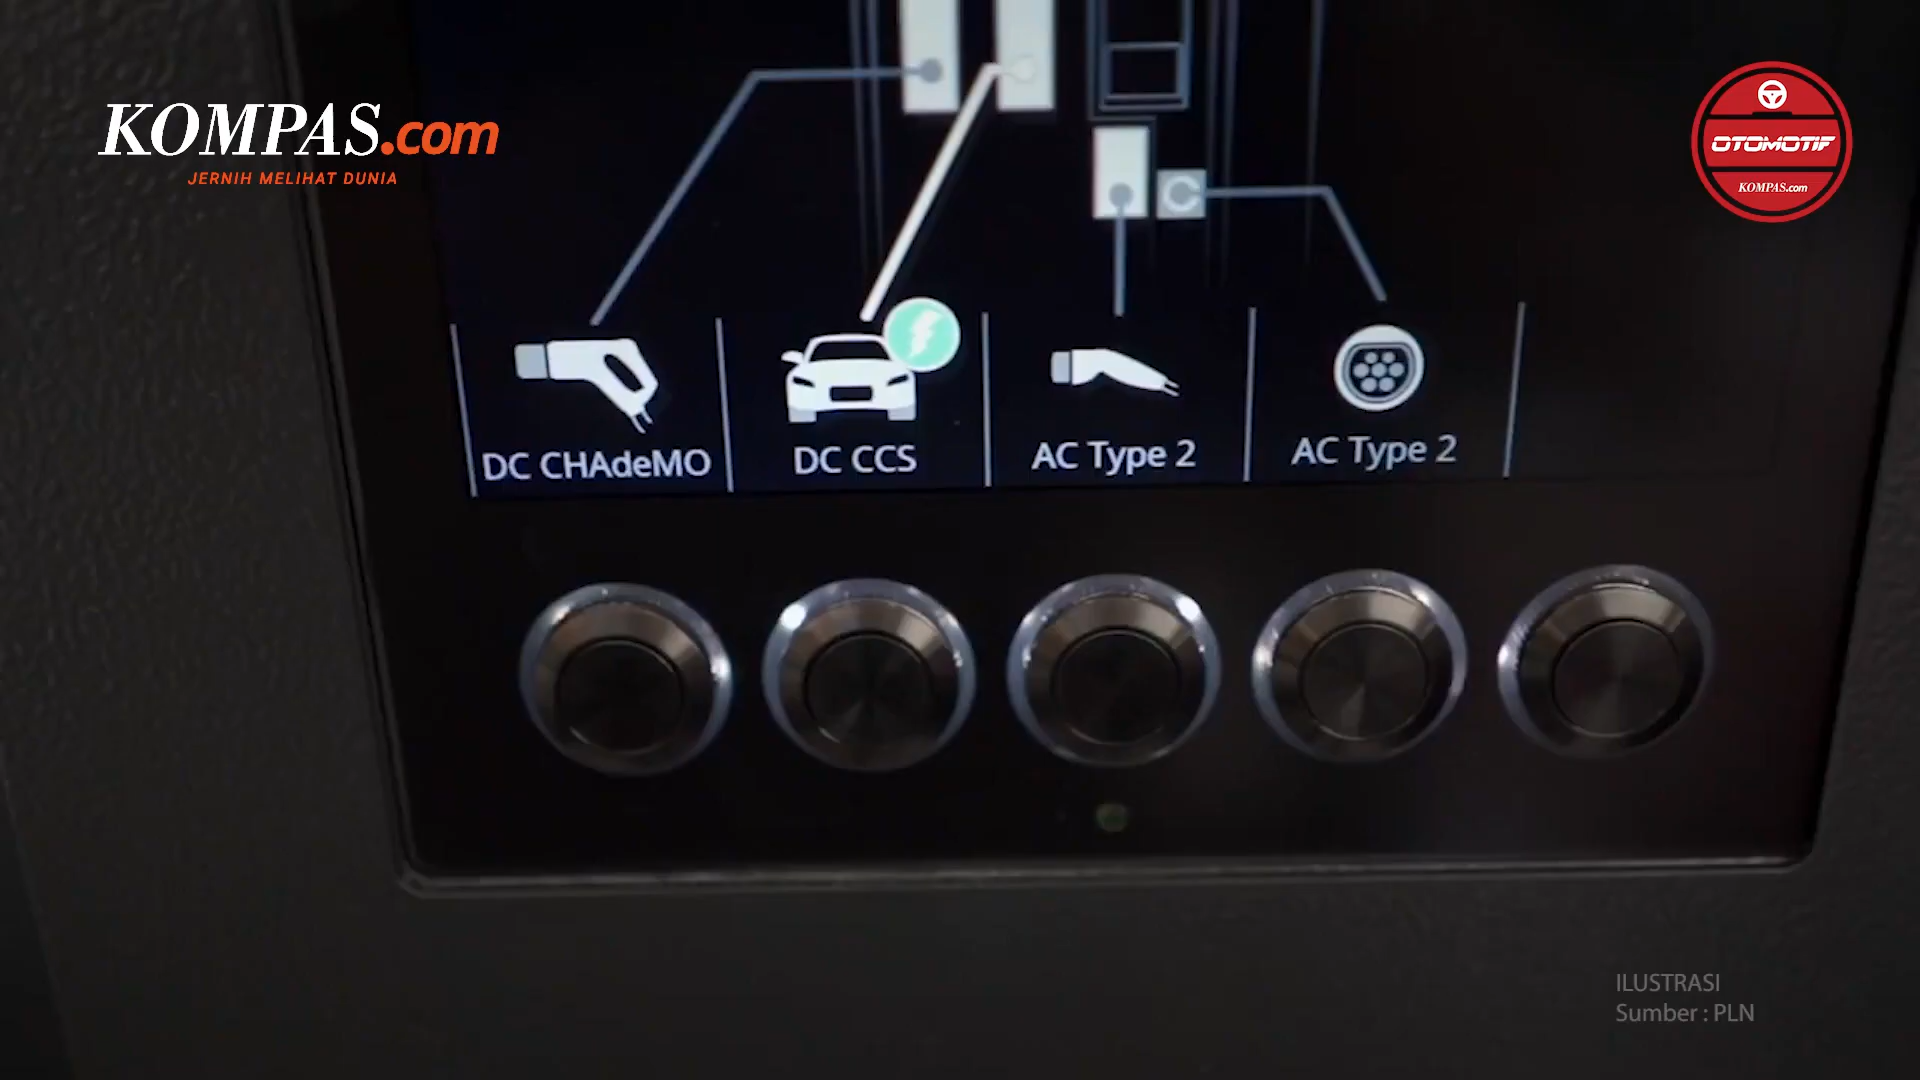 KOMPAS.com
JERNIH MELIHAT DUNIA
OTOMOTIF
KOMPAS.com
DC CHAdeMO
DC CCS
AC Type 2
AC Type 2
ILUSTRASI
Sumber : PLN